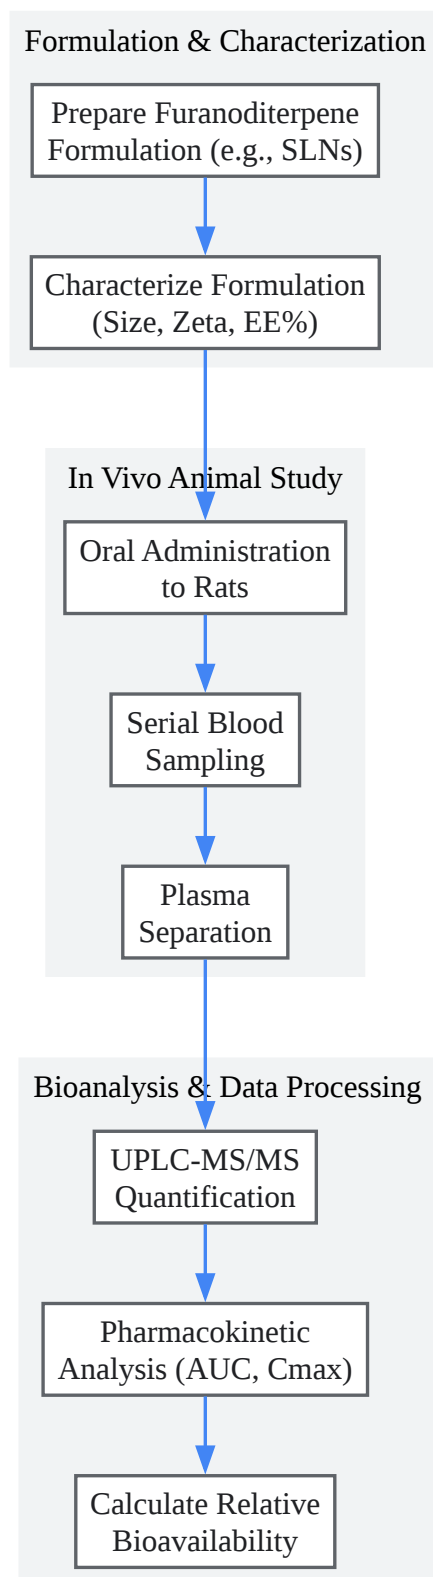 Formulation & Characterization
Prepare Furanoditerpene
Formulation (e.g., SLNs)
Characterize Formulation
(Size, Zeta, EE%)
In Vivo Animal Study
Oral Administration
to Rats
Serial Blood
Sampling
Plasma
Separation
Bioanalysis & Data Processing
UPLC-MS/MS
Quantification
Pharmacokinetic
Analysis (AUC, Cmax)
Calculate Relative
Bioavailability